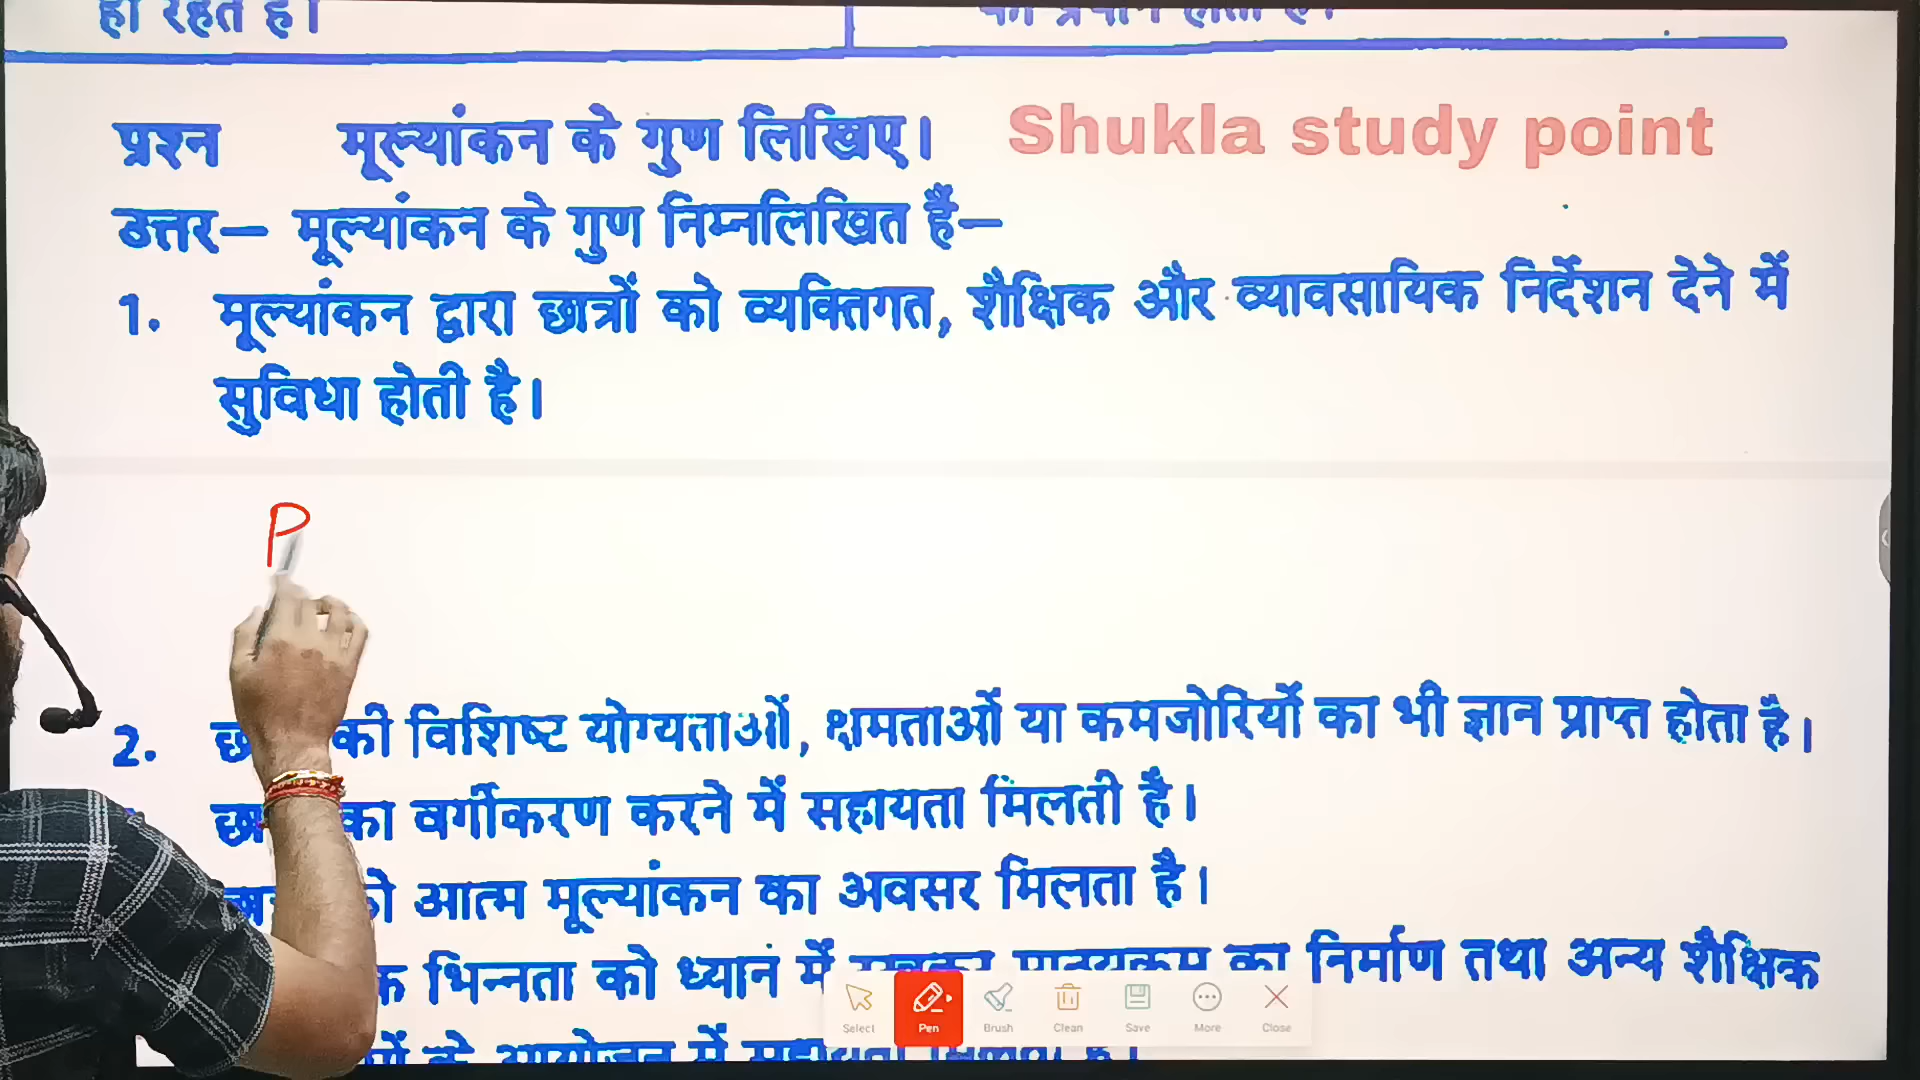 हो रहते हैं।
प्रश्न मूल्यांकन के गुण लिखिए। Shukla study point
उत्तर— मूल्यांकन के गुण निम्नलिखित हैं—
1. मूल्यांकन द्वारा छात्रों को व्यक्तिगत, शैक्षिक और व्यावसायिक निर्देशन देने में
सुविधा होती है।
P
2. की विशिष्ट योग्यताओं, क्षमताओं या कमजोरियों का भी ज्ञान प्राप्त होता है।
का वर्गीकरण करने में सहायता मिलती है।
आत्म मूल्यांकन का अवसर मिलता है।
भिन्नता को ध्यान में का निर्माण तथा अन्य शैक्षिक
Select Pen Brush Clean Save More Close